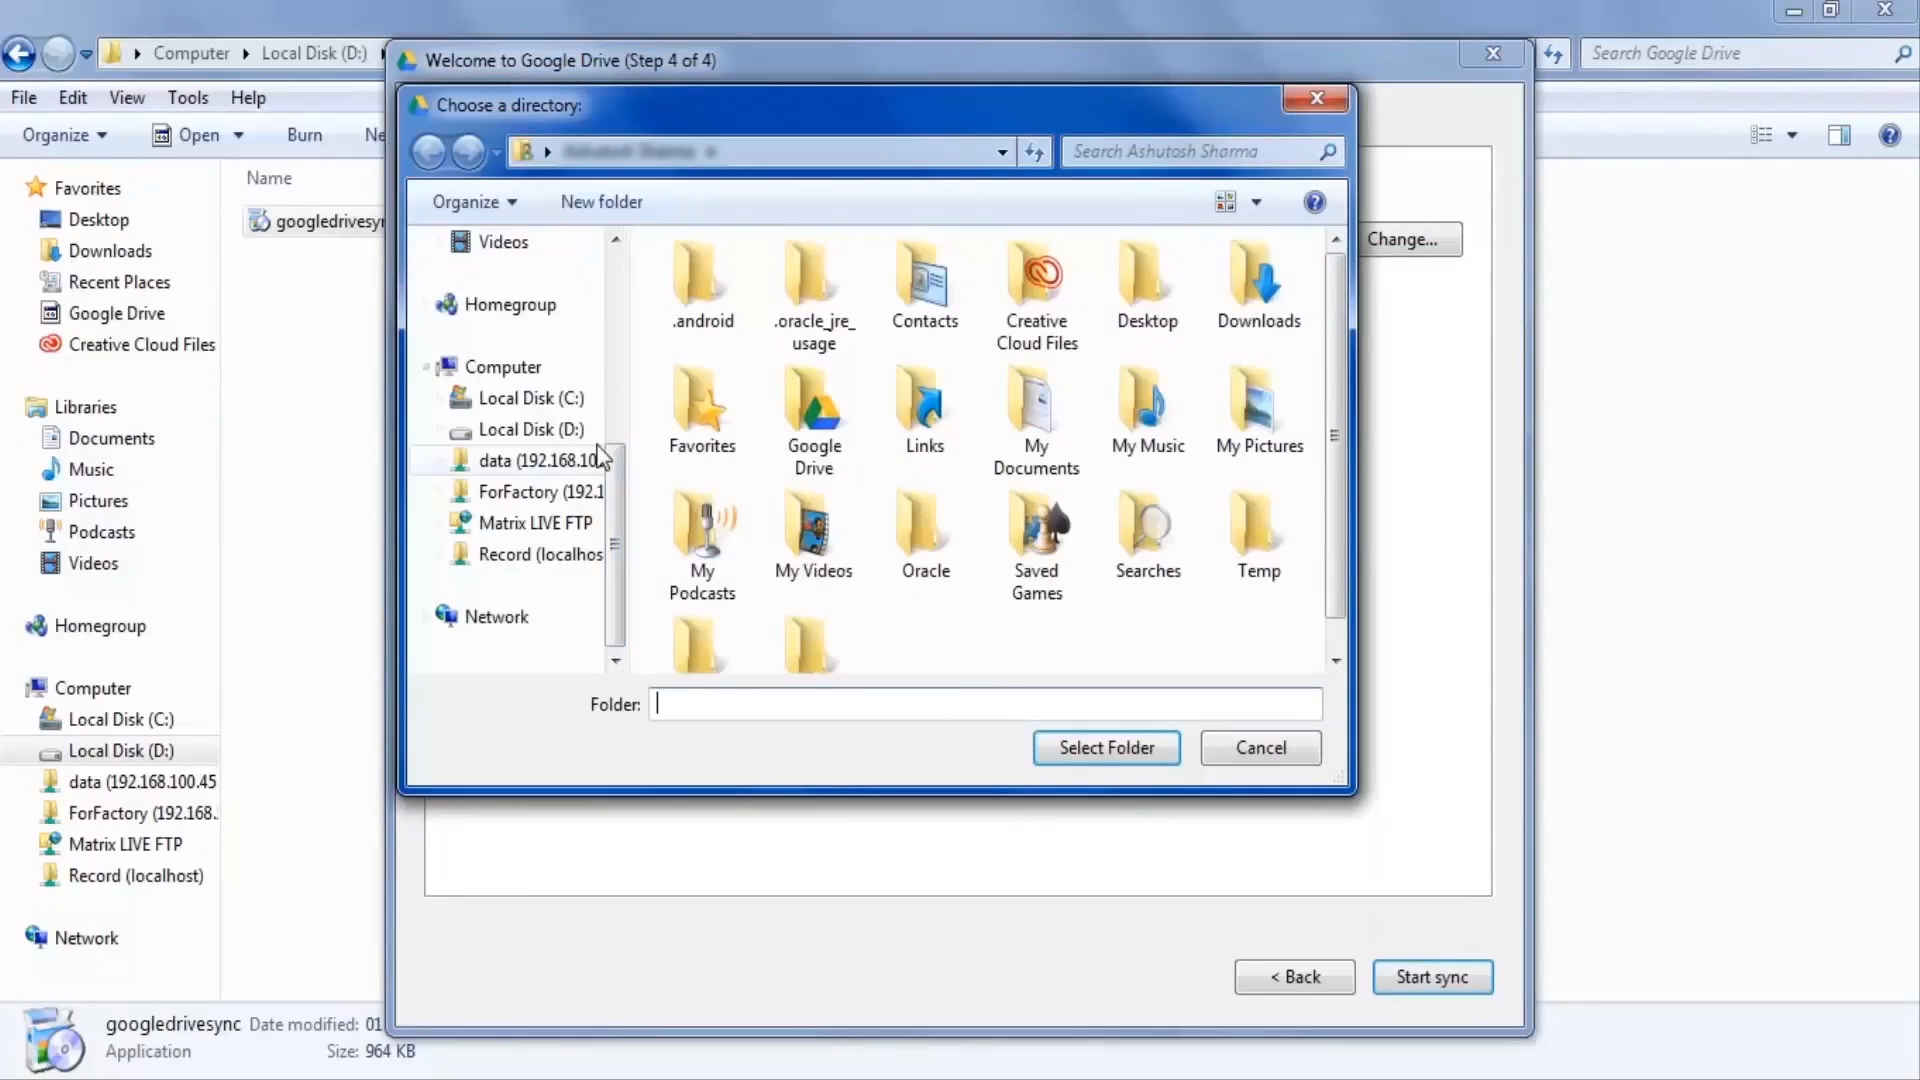 Computer
Local Disk (D:)
Search Google Drive
File
Edit
View
Tools
Help
Organize
Open
Burn
Ne
Favorites
Desktop
Downloads
Recent Places
Google Drive
Creative Cloud Files
Libraries
Documents
Music
Pictures
Podcasts
Videos
Homegroup
Computer
Local Disk (C:)
Local Disk (D:)
data (192.168.100.45
ForFactory (192.168.
Matrix LIVE FTP
Record (localhost)
Network
Name
googledrivesyn
Welcome to Google Drive (Step 4 of 4)
Change...
Choose a directory:
Search Ashutosh Sharma
Organize
New folder
Videos
Homegroup
Computer
Local Disk (C:)
Local Disk (D:)
data (192.168.10
ForFactory (192.1
Matrix LIVE FTP
Record (localhos
Network
.android
.oracle_jre_
usage
Contacts
Creative
Cloud Files
Desktop
Downloads
Favorites
Google
Drive
Links
My
Documents
My Music
My Pictures
My
Podcasts
My Videos
Oracle
Saved
Games
Searches
Temp
Folder:
Select Folder
Cancel
< Back
Start sync
googledrivesync
Date modified: 01
Application
Size: 964 KB